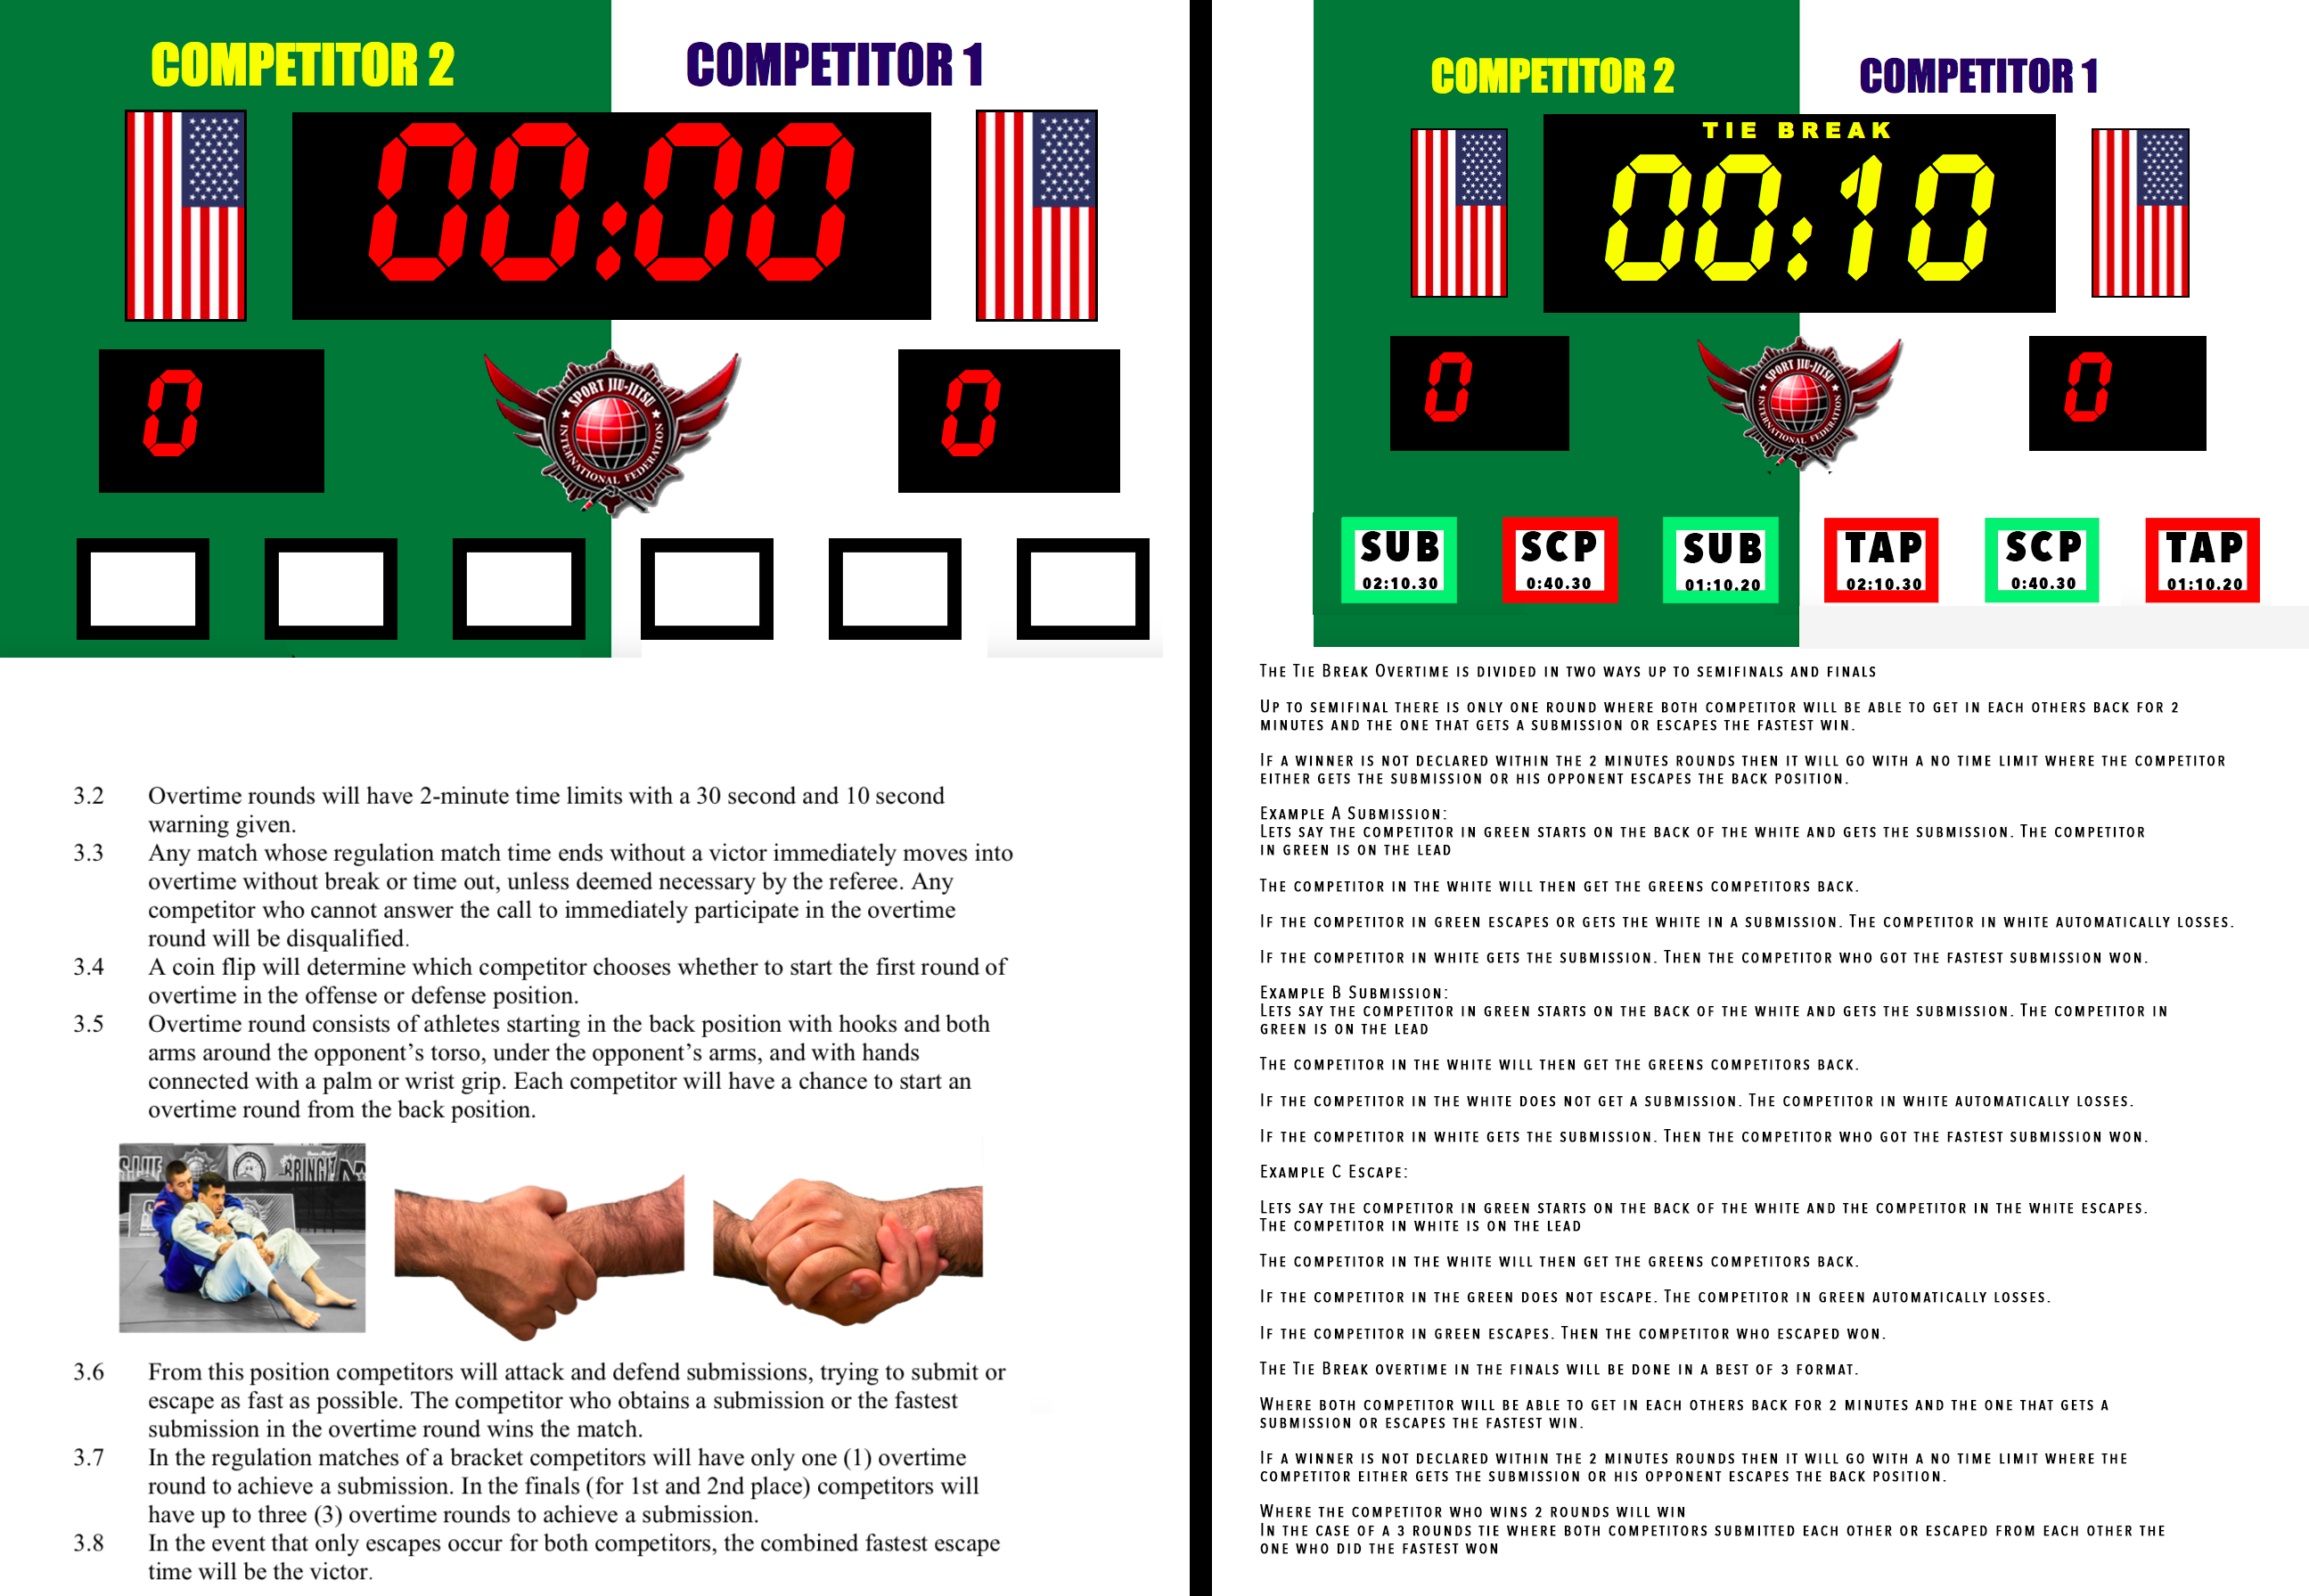 COMPETITOR 2
COMPETITOR 1
00:00
0
SPORT JIU-JITSU
INTERNATIONAL FEDERATION
0
3.2 Overtime rounds will have 2-minute time limits with a 30 second and 10 second
warning given.
3.3 Any match whose regulation match time ends without a victor immediately moves into
overtime without break or time out, unless deemed necessary by the referee. Any
competitor who cannot answer the call to immediately participate in the overtime
round will be disqualified.
3.4 A coin flip will determine which competitor chooses whether to start the first round of
overtime in the offense or defense position.
3.5 Overtime round consists of athletes starting in the back position with hooks and both
arms around the opponent’s torso, under the opponent’s arms, and with hands
connected with a palm or wrist grip. Each competitor will have a chance to start an
overtime round from the back position.
BRINGIT
3.6 From this position competitors will attack and defend submissions, trying to submit or
escape as fast as possible. The competitor who obtains a submission or the fastest
submission in the overtime round wins the match.
3.7 In the regulation matches of a bracket competitors will have only one (1) overtime
round to achieve a submission. In the finals (for 1st and 2nd place) competitors will
have up to three (3) overtime rounds to achieve a submission.
3.8 In the event that only escapes occur for both competitors, the combined fastest escape
time will be the victor.
COMPETITOR 2
COMPETITOR 1
TIE BREAK
00:10
0
SPORT JIU-JITSU
INTERNATIONAL FEDERATION
0
SUB
02:10.30
SCP
0:40.30
SUB
01:10.20
TAP
02:10.30
SCP
0:40.30
TAP
01:10.20
The Tie Break Overtime is divided in two ways up to semifinals and finals
Up to semifinal there is only one round where both competitor will be able to get in each others back for 2
minutes and the one that gets a submission or escapes the fastest win.
If a winner is not declared within the 2 minutes rounds then it will go with a no time limit where the competitor
either gets the submission or his opponent escapes the back position.
Example A Submission:
Lets say the competitor in green starts on the back of the white and gets the submission. The competitor
in green is on the lead
The competitor in the white will then get the greens competitors back.
If the competitor in green escapes or gets the white in a submission. The competitor in white automatically losses.
If the competitor in white gets the submission. Then the competitor who got the fastest submission won.
Example B Submission:
Lets say the competitor in green starts on the back of the white and gets the submission. The competitor in
green is on the lead
The competitor in the white will then get the greens competitors back.
If the competitor in the white does not get a submission. The competitor in white automatically losses.
If the competitor in white gets the submission. Then the competitor who got the fastest submission won.
Example C Escape:
Lets say the competitor in green starts on the back of the white and the competitor in the white escapes.
The competitor in white is on the lead
The competitor in the white will then get the greens competitors back.
If the competitor in the green does not escape. The competitor in green automatically losses.
If the competitor in green escapes. Then the competitor who escaped won.
The Tie Break overtime in the finals will be done in a best of 3 format.
Where both competitor will be able to get in each others back for 2 minutes and the one that gets a
submission or escapes the fastest win.
If a winner is not declared within the 2 minutes rounds then it will go with a no time limit where the
competitor either gets the submission or his opponent escapes the back position.
Where the competitor who wins 2 rounds will win
In the case of a 3 rounds tie where both competitors submitted each other or escaped from each other the
one who did the fastest won